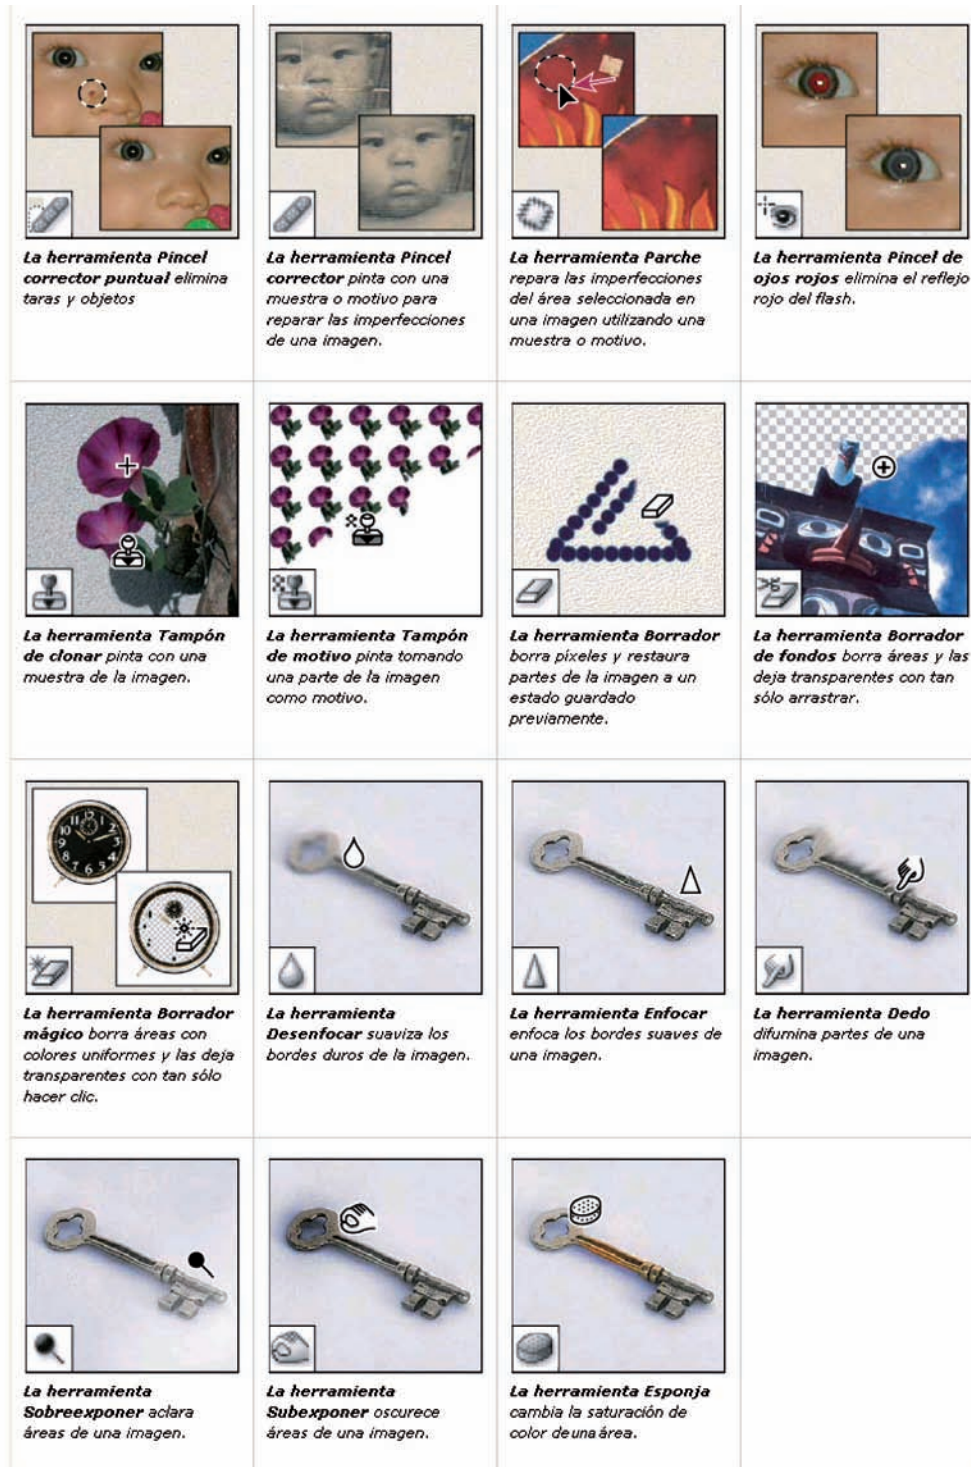 La herramienta Pincel
corrector puntual elimina
taras y objetos
La herramienta Pincel
corrector pinta con una
muestra o motivo para
reparar las imperfecciones
de una imagen.
La herramienta Parche
repara las imperfecciones
del área seleccionada en
una imagen utilizando una
muestra o motivo.
La herramienta Pincel de
ojos rojos elimina el reflejo
rojo del flash.
La herramienta Tampón
de clonar pinta con una
muestra de la imagen.
La herramienta Tampón
de motivo pinta tomando
una parte de la imagen
como motivo.
La herramienta Borrador
borra píxeles y restaura
partes de la imagen a un
estado guardado
previamente.
La herramienta Borrador
de fondos borra áreas y las
deja transparentes con tan
sólo arrastrar.
La herramienta Borrador
mágico borra áreas con
colores uniformes y las deja
transparentes con tan sólo
hacer clic.
La herramienta
Desenfocar suaviza los
bordes duros de la imagen.
La herramienta Enfocar
enfoca los bordes suaves de
una imagen.
La herramienta Dedo
difumina partes de una
imagen.
La herramienta
Sobreexponer aclara
áreas de una imagen.
La herramienta
Subexponer oscurece
áreas de una imagen.
La herramienta Esponja
cambia la saturación de
color de una área.